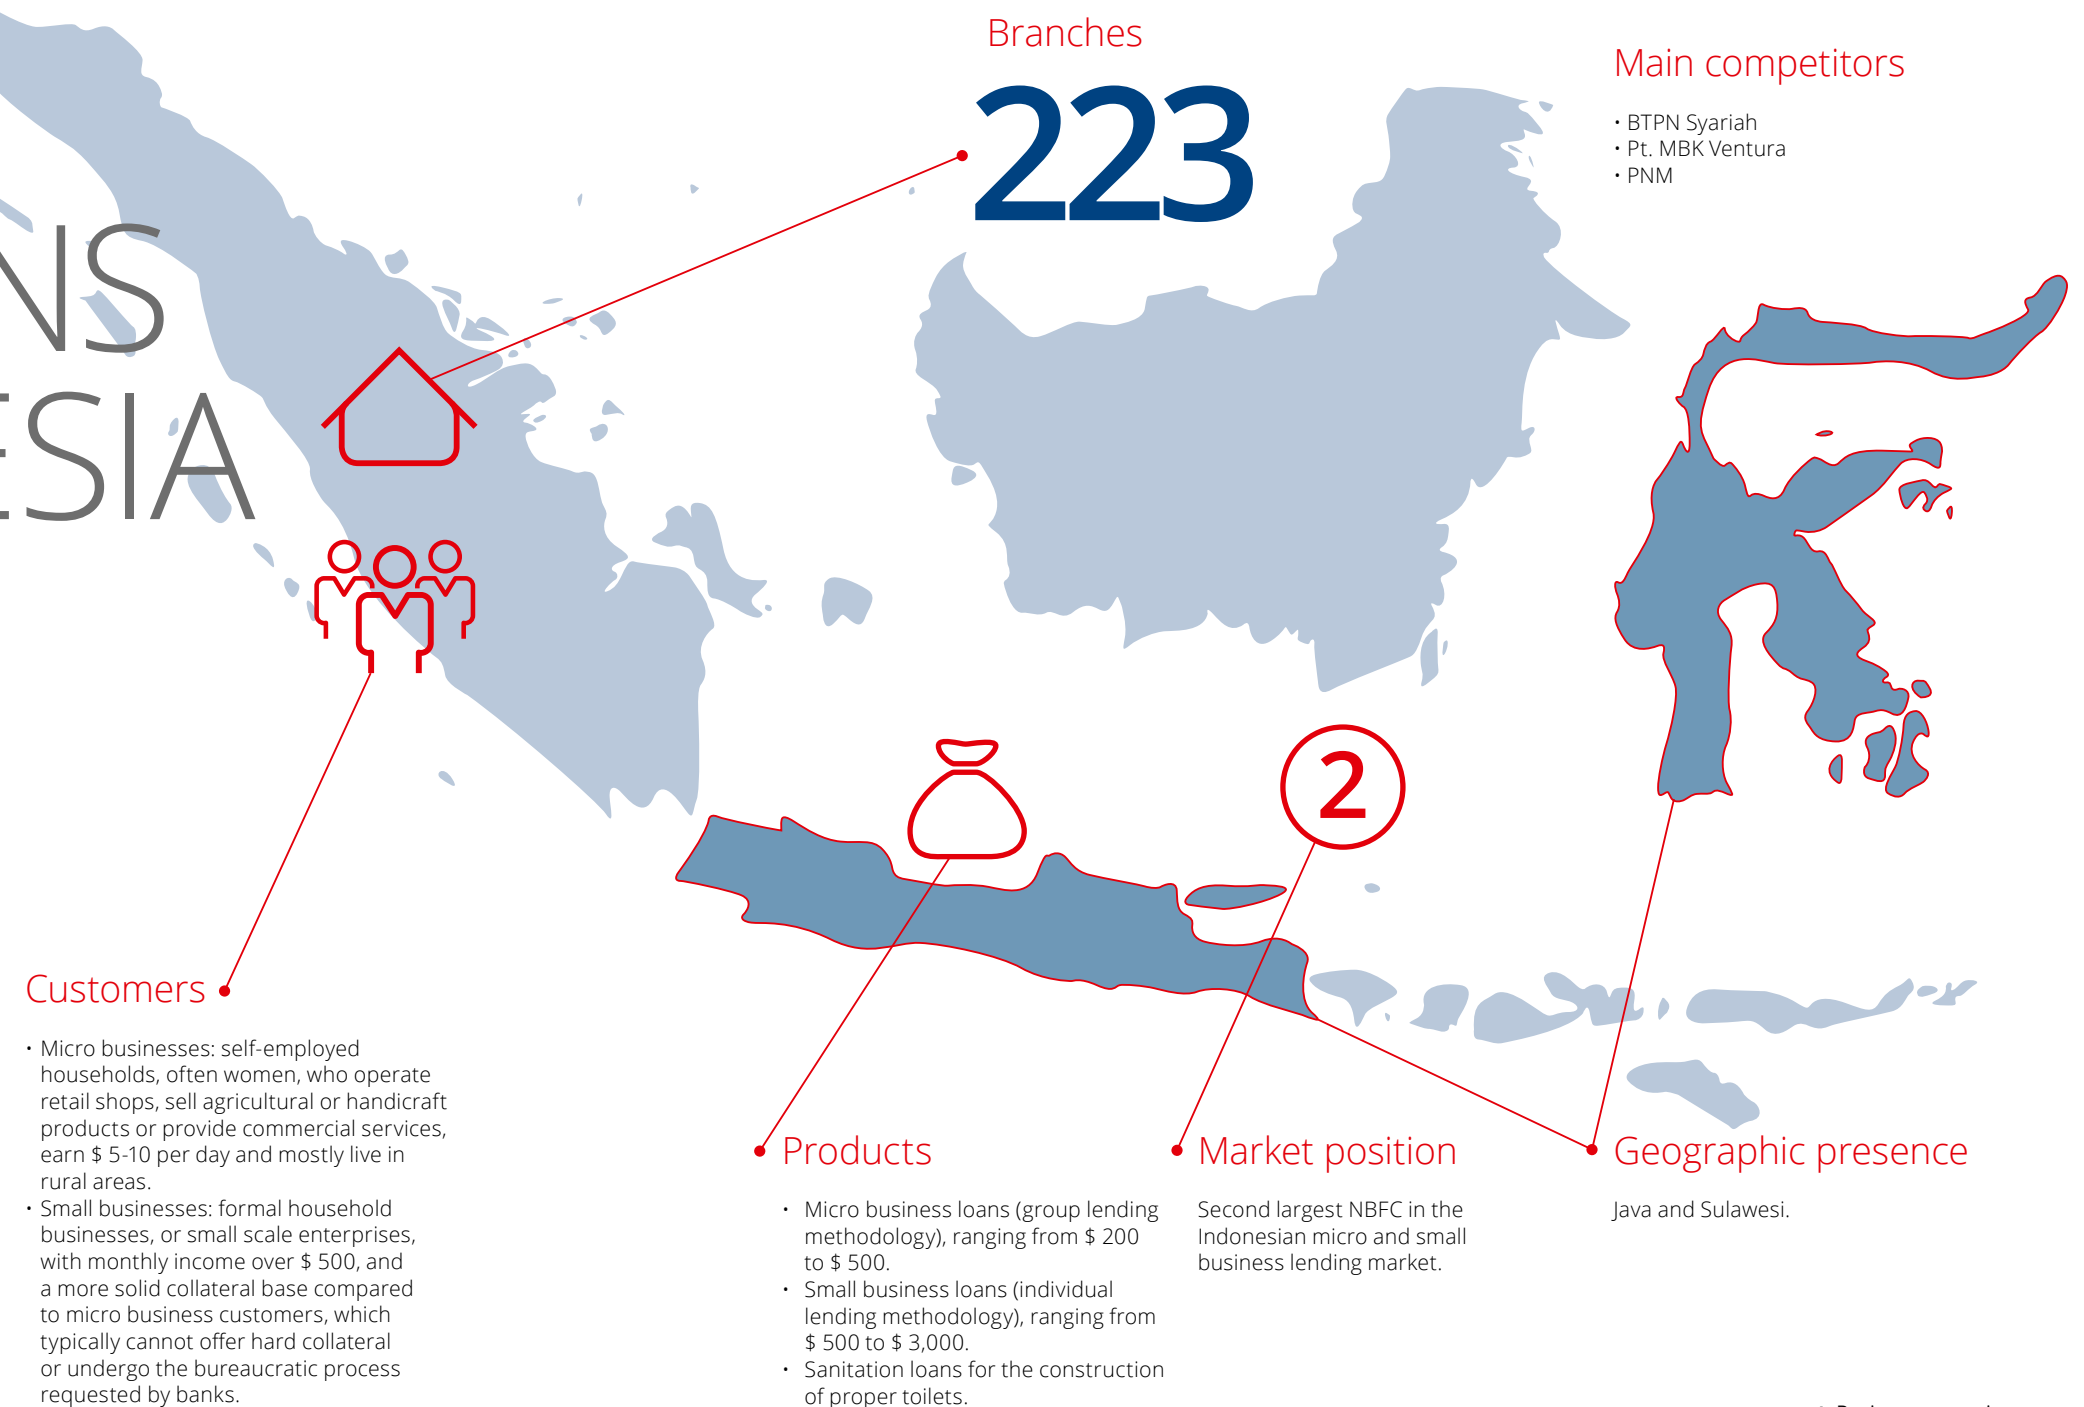 NS
ESIA
Branches
223
Main competitors
• BTPN Syariah
• Pt. MBK Ventura
• PNM
2
Customers
• Micro businesses: self-employed
households, often women, who operate
retail shops, sell agricultural or handicraft
products or provide commercial services,
earn $ 5-10 per day and mostly live in
rural areas.
• Small businesses: formal household
businesses, or small scale enterprises,
with monthly income over $ 500, and
a more solid collateral base compared
to micro business customers, which
typically cannot offer hard collateral
or undergo the bureaucratic process
requested by banks.
Products
• Micro business loans (group lending
methodology), ranging from $ 200
to $ 500.
• Small business loans (individual
lending methodology), ranging from
$ 500 to $ 3,000.
• Sanitation loans for the construction
of proper toilets.
Market position
Second largest NBFC in the
Indonesian micro and small
business lending market.
Geographic presence
Java and Sulawesi.